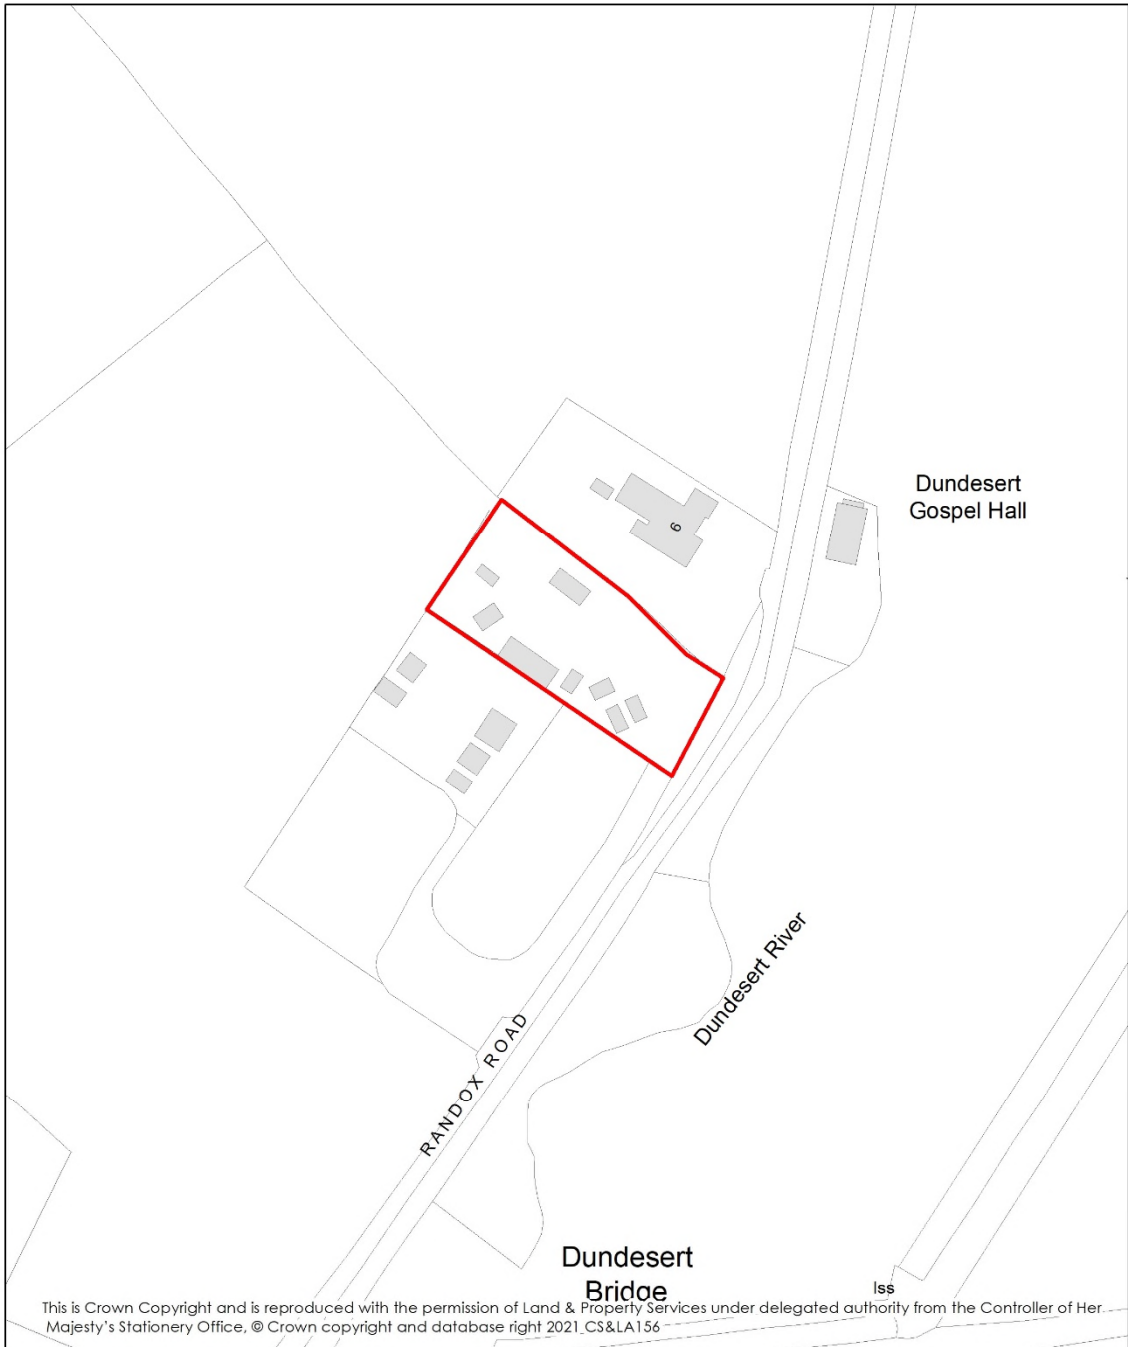 Dundesert
Gospel Hall
6
Dundesert River
RANDOX ROAD
Dundesert
Bridge
Iss
This is Crown Copyright and is reproduced with the permission of Land & Property Services under delegated authority from the Controller of Her
Majesty’s Stationery Office, © Crown copyright and database right 2021 CS&LA156